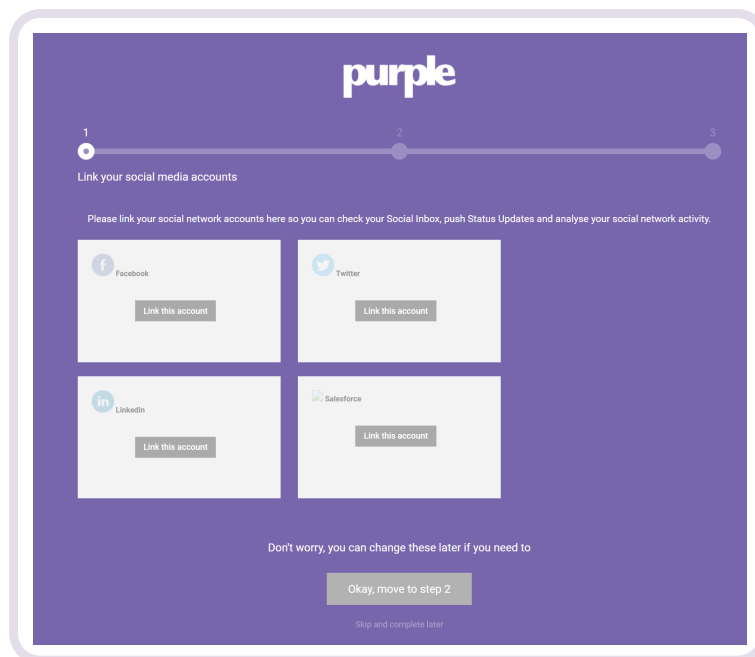 purple
1 2 3
Link your social media accounts
Please link your social network accounts here so you can check your Social Inbox, push Status Updates and analyse your social network activity.
Facebook
Link this account
Twitter
Link this account
LinkedIn
Link this account
Salesforce
Link this account
Don't worry, you can change these later if you need to
Okay, move to step 2
Skip and complete later